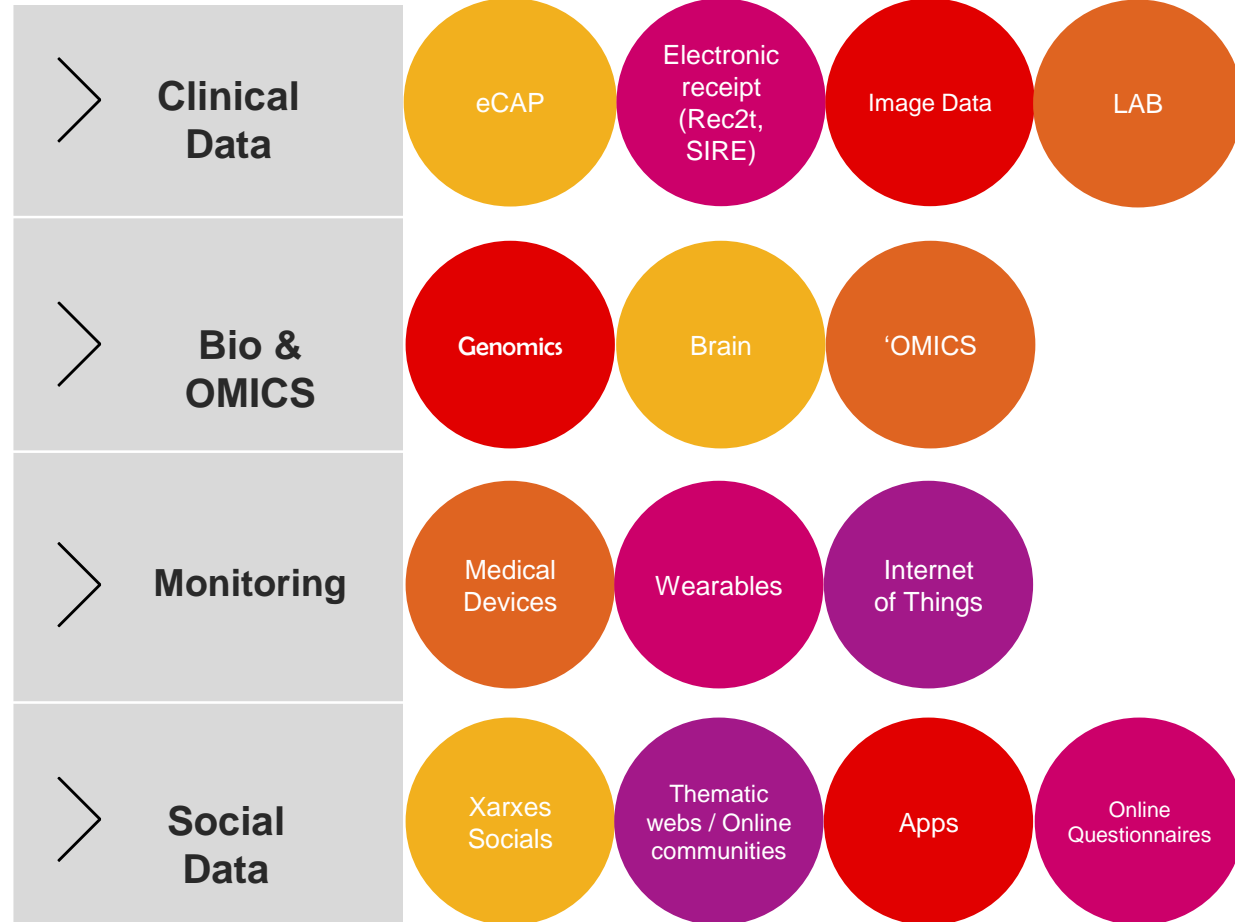 Clinical
Data
eCAP
Electronic
receipt
(Rec2t,
SIRE)
Image Data
LAB
Bio &
OMICS
Genomics
Brain
‘OMICS
Monitoring
Medical
Devices
Wearables
Internet
of Things
Social
Data
Xarxes
Socials
Thematic
webs / Online
communities
Apps
Online
Questionnaires